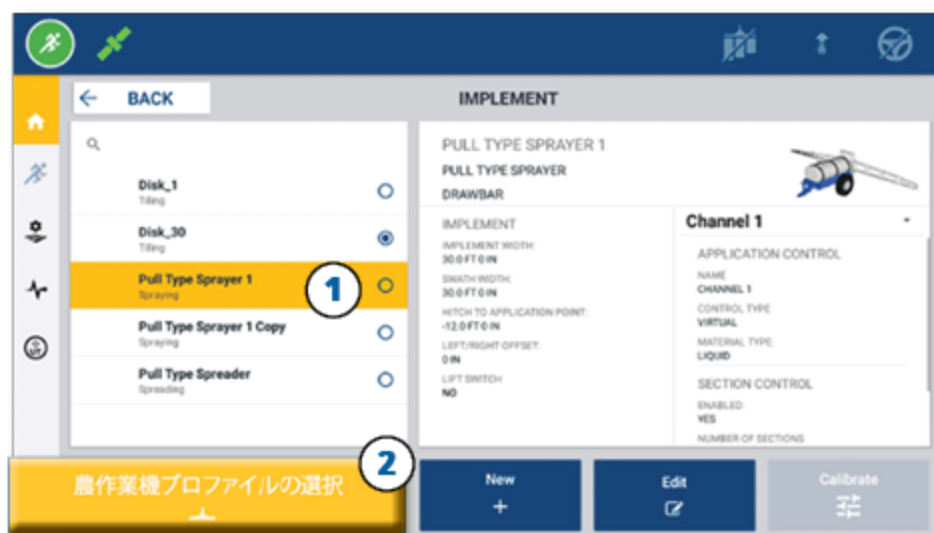 BACK
IMPLEMENT
Disk_1
Tilling
Disk_30
Tilling
Pull Type Sprayer 1
Spraying
1
Pull Type Sprayer 1 Copy
Spraying
Pull Type Spreader
Spreading
PULL TYPE SPRAYER 1
PULL TYPE SPRAYER
DRAWBAR
IMPLEMENT
IMPLEMENT WIDTH:
30.0 FT 0 IN
SWATH WIDTH:
30.0 FT 0 IN
HITCH TO APPLICATION POINT:
-12.0 FT 0 IN
LEFT/RIGHT OFFSET:
0 IN
LIFT SWITCH
NO
Channel 1
APPLICATION CONTROL
NAME
CHANNEL 1
CONTROL TYPE
VIRTUAL
MATERIAL TYPE:
LIQUID
SECTION CONTROL
ENABLED:
YES
NUMBER OF SECTIONS
UT
農作業機プロファイルの選択
2
New
Edit
Calibrate